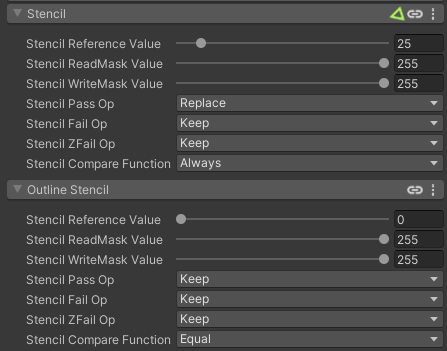 Stencil
Stencil Reference Value 25
Stencil ReadMask Value 255
Stencil WriteMask Value 255
Stencil Pass Op Replace
Stencil Fail Op Keep
Stencil ZFail Op Keep
Stencil Compare Function Always
Outline Stencil
Stencil Reference Value 0
Stencil ReadMask Value 255
Stencil WriteMask Value 255
Stencil Pass Op Keep
Stencil Fail Op Keep
Stencil ZFail Op Keep
Stencil Compare Function Equal